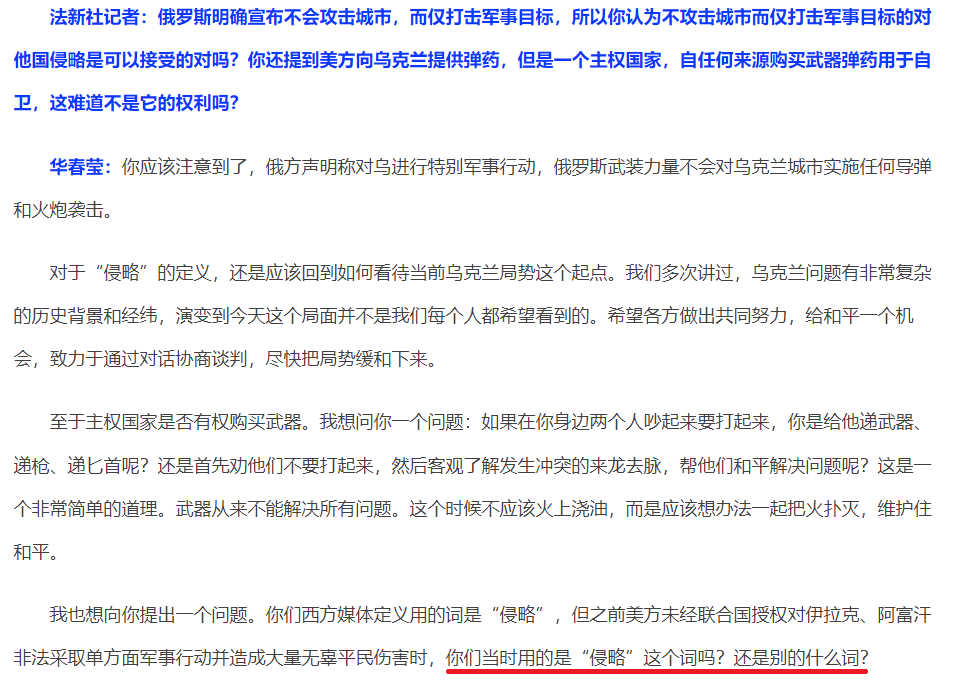 法新社记者：俄罗斯明确宣布不会攻击城市，而仅打击军事目标，所以你认为不攻击城市而仅打击军事目标的对
他国侵略是可以接受的对吗？你还提到美方向乌克兰提供弹药，但是一个主权国家，自任何来源购买武器弹药用于自
卫，这难道不是它的权利吗？
华春莹：你应该注意到了，俄方声明称对乌进行特别军事行动，俄罗斯武装力量不会对乌克兰城市实施任何导弹
和火炮袭击。
对于“侵略”的定义，还是应该回到如何看待当前乌克兰局势这个起点。我们多次讲过，乌克兰问题有非常复杂
的历史背景和经纬，演变到今天这个局面并不是我们每个人都希望看到的。希望各方做出共同努力，给和平一个机
会，致力于通过对话协商谈判，尽快把局势缓和下来。
至于主权国家是否有权购买武器。我想问你一个问题：如果在你身边两个人吵起来要打起来，你是给他递武器、
递枪、递匕首呢？还是首先劝他们不要打起来，然后客观了解发生冲突的来龙去脉，帮他们和平解决问题呢？这是一
个非常简单的道理。武器从来不能解决所有问题。这个时候不应该火上浇油，而是应该想办法一起把火扑灭，维护住
和平。
我也想向你提出一个问题。你们西方媒体定义用的词是“侵略”，但之前美方未经联合国授权对伊拉克、阿富汗
非法采取单方面军事行动并造成大量无辜平民伤害时，你们当时用的是“侵略”这个词吗？还是别的什么词？